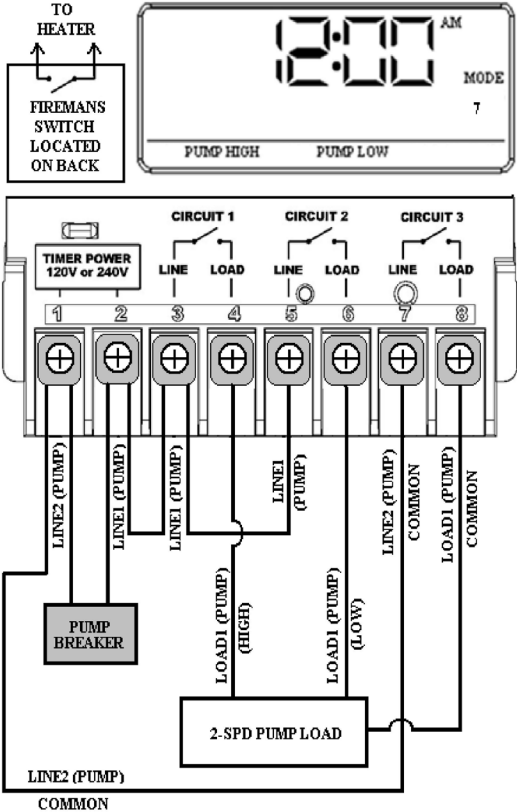 TO
HEATER
FIREMANS
SWITCH
LOCATED
ON BACK
12:00 AM
MODE
7
PUMP HIGH PUMP LOW
CIRCUIT 1 CIRCUIT 2 CIRCUIT 3
TIMER POWER
120V or 240V
LINE LOAD LINE LOAD LINE LOAD
1 2 3 4 5 6 7 8
LINE2 (PUMP)
LINE1 (PUMP)
LINE1 (PUMP)
LINE1
(PUMP)
LINE2 (PUMP)
COMMON
LOAD1 (PUMP)
COMMON
LOAD1 (PUMP)
(HIGH)
LOAD1 (PUMP)
(LOW)
PUMP
BREAKER
2-SPD PUMP LOAD
LINE2 (PUMP)
COMMON